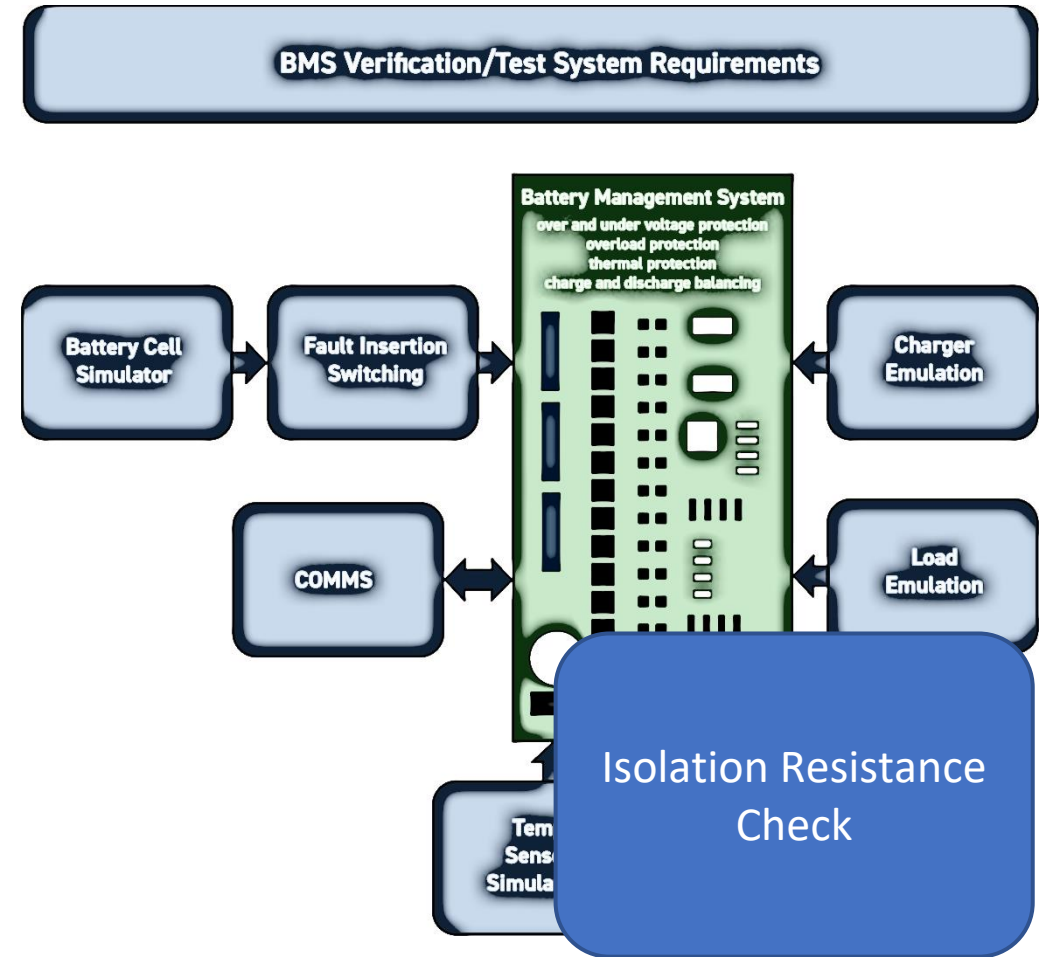 BMS Verification/Test System Requirements
Battery Management System
over and under voltage protection
overload protection
thermal protection
charge and discharge balancing
Battery Cell
Simulator
Fault Insertion
Switching
Charger
Emulation
COMMS
Load
Emulation
Isolation Resistance
Check